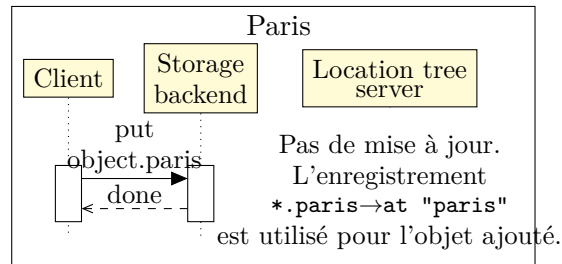 Paris
Client
Storage
backend
Location tree
server
put
object.paris
done
Pas de mise à jour.
L'enregistrement
*.paris→at "paris"
est utilisé pour l'objet ajouté.